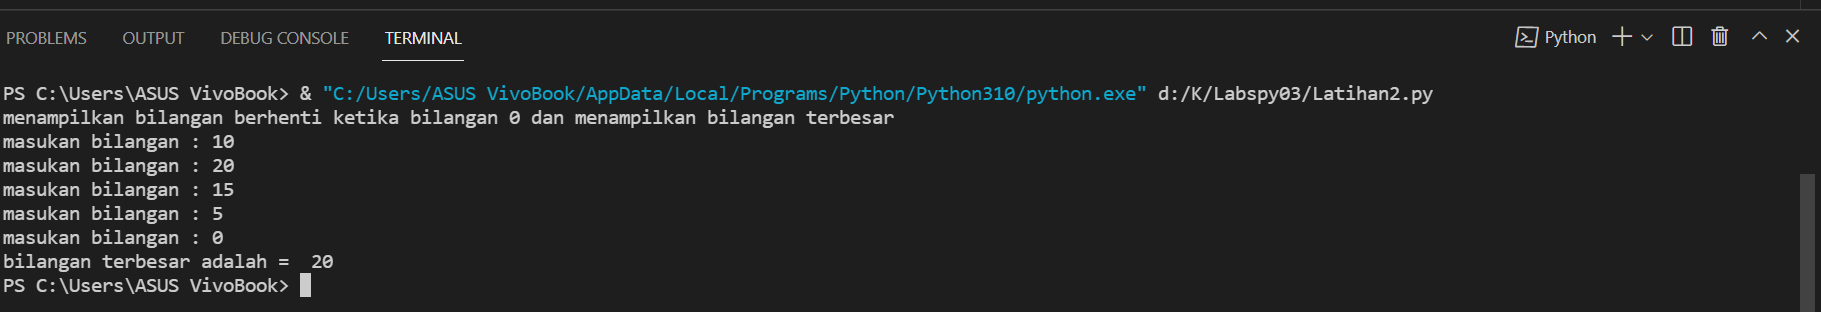 PROBLEMS OUTPUT DEBUG CONSOLE TERMINAL Python
PS C:\Users\ASUS VivoBook> & "C:/Users/ASUS VivoBook/AppData/Local/Programs/Python/Python310/python.exe" d:/K/Labspy03/Latihan2.py
menampilkan bilangan berhenti ketika bilangan 0 dan menampilkan bilangan terbesar
masukan bilangan : 10
masukan bilangan : 20
masukan bilangan : 15
masukan bilangan : 5
masukan bilangan : 0
bilangan terbesar adalah =  20
PS C:\Users\ASUS VivoBook>